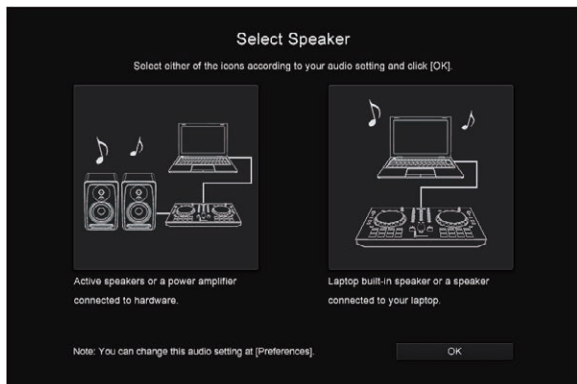 Select Speaker
Select either of the icons according to your audio setting and click [OK].
Active speakers or a power amplifier
connected to hardware.
Laptop built-in speaker or a speaker
connected to your laptop.
Note: You can change this audio setting at [Preferences].
OK